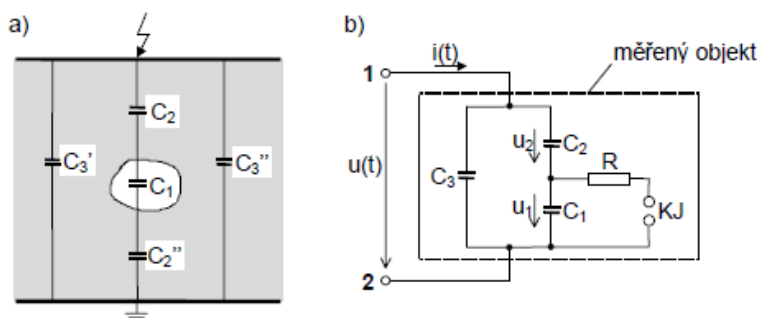 a)
C2
C3'
C1
C3''
C2''
b)
i(t)
měřený objekt
1
u2
C2
R
u(t)
C3
u1
C1
KJ
2